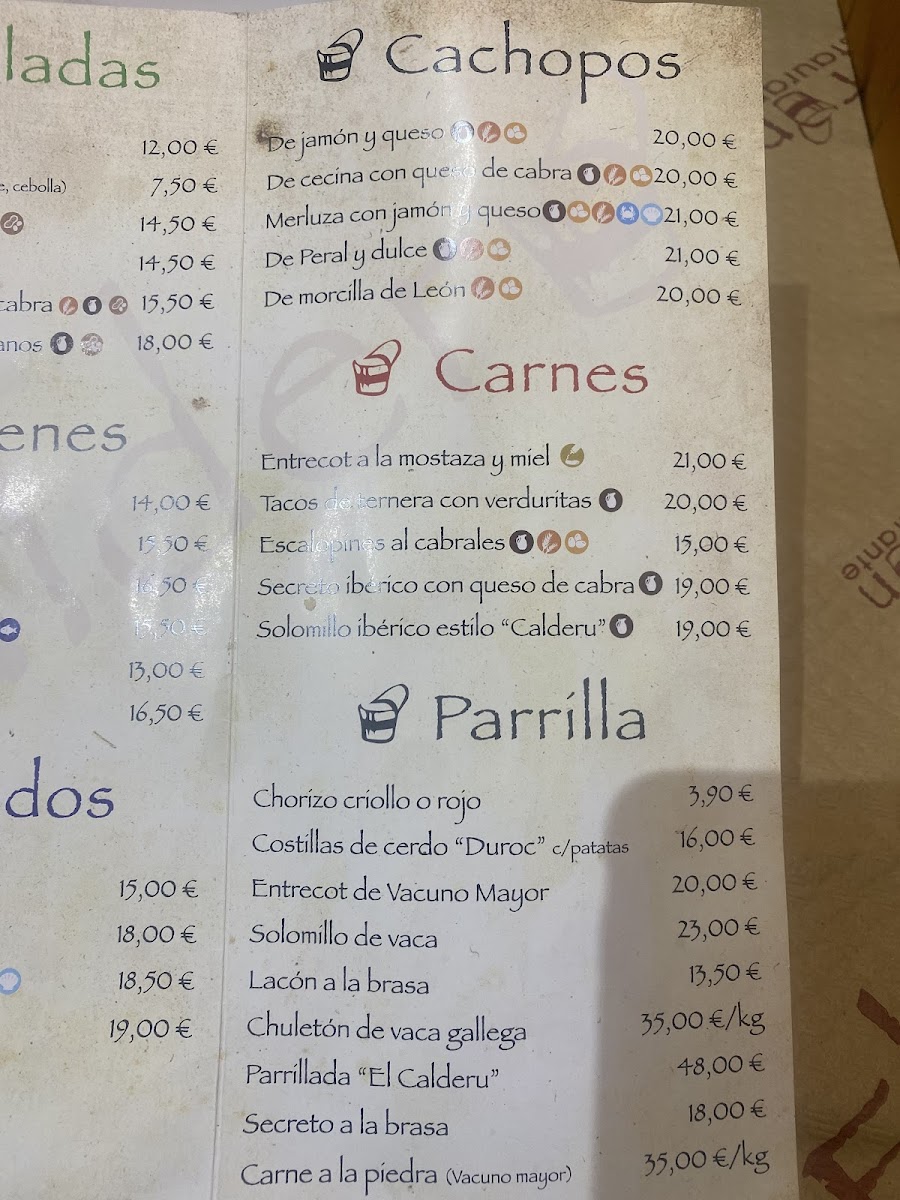 ladas
12,00 €
e, cebolla) 7,50 €
14,50 €
14,50 €
cabra 15,50 €
anos 18,00 €
enes
14,00 €
15,50 €
16,50 €
15,50 €
13,00 €
16,50 €
dos
15,00 €
18,00 €
18,50 €
19,00 €
Cachopos
De jamón y queso 20,00 €
De cecina con queso de cabra 20,00 €
Merluza con jamón y queso 21,00 €
De Peral y dulce 21,00 €
De morcilla de León 20,00 €
Carnes
Entrecot a la mostaza y miel 21,00 €
Tacos de ternera con verduritas 20,00 €
Escalopines al cabrales 15,00 €
Secreto ibérico con queso de cabra 19,00 €
Solomillo ibérico estilo “Calderu” 19,00 €
Parrilla
Chorizo criollo o rojo 3,90 €
Costillas de cerdo “Duroc” c/patatas 16,00 €
Entrecot de Vacuno Mayor 20,00 €
Solomillo de vaca 23,00 €
Lacón a la brasa 13,50 €
Chuletón de vaca gallega 35,00 €/kg
Parrillada “El Calderu” 48,00 €
Secreto a la brasa 18,00 €
Carne a la piedra (Vacuno mayor) 35,00 €/kg